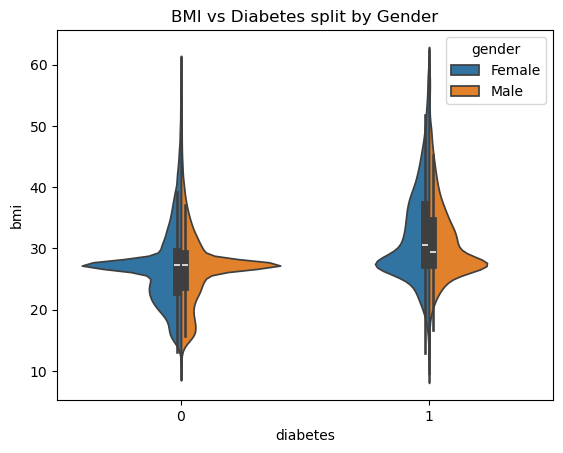 BMI vs Diabetes split by Gender
gender
Female
Male
60
50
40
30
20
10
bmi
0
1
diabetes